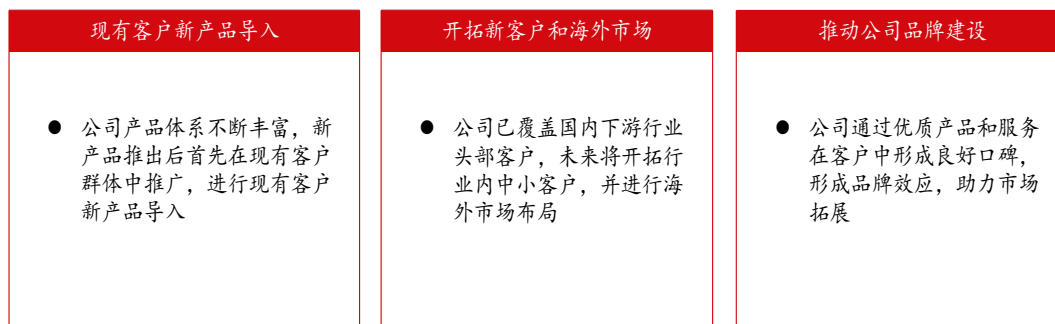 现有客户新产品导入
● 公司产品体系不断丰富，新
产品推出后首先在现有客户
群体中推广，进行现有客户
新产品导入
开拓新客户和海外市场
● 公司已覆盖国内下游行业
头部客户，未来将开拓行
业内中小客户，并进行海
外市场布局
推动公司品牌建设
● 公司通过优质产品和服务
在客户中形成良好口碑，
形成品牌效应，助力市场
拓展